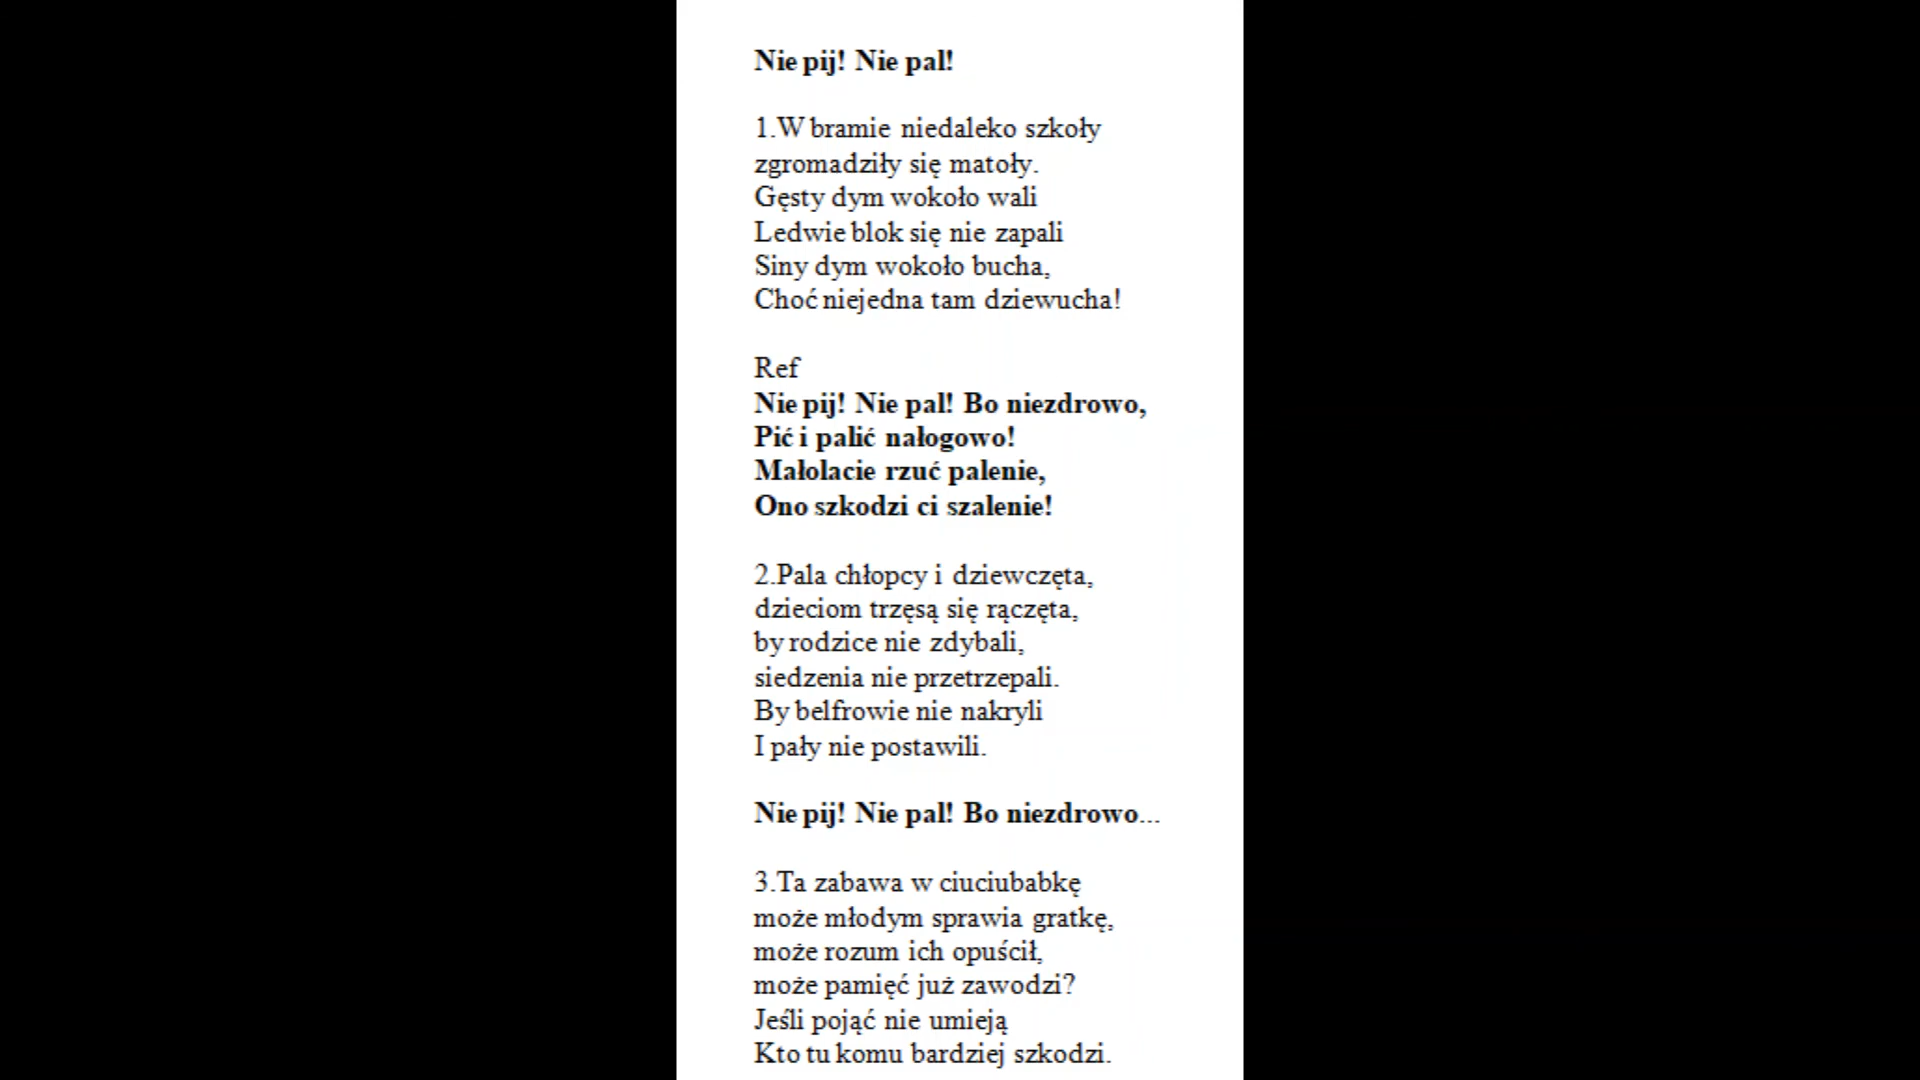 Nie pij! Nie pal!
1.W bramie niedaleko szkoły
zgromadziły się matoły.
Gęsty dym wokoło wali
Ledwie blok się nie zapali
Siny dym wokoło bucha,
Choć niejedna tam dziewucha!
Ref
Nie pij! Nie pal! Bo niezdrowo,
Pić i palić nałogowo!
Małolacie rzuć palenie,
Ono szkodzi ci szalenie!
2.Pala chłopcy i dziewczęta,
dzieciom trzęsą się rączęta,
by rodzice nie zdybali,
siedzenia nie przetrzepali.
By belfrowie nie nakryli
I pały nie postawili.
Nie pij! Nie pal! Bo niezdrowo...
3.Ta zabawa w ciuciubabkę
może młodym sprawia gratkę,
może rozum ich opuścił,
może pamięć już zawodzi?
Jeśli pojąć nie umieją
Kto tu komu bardziej szkodzi.